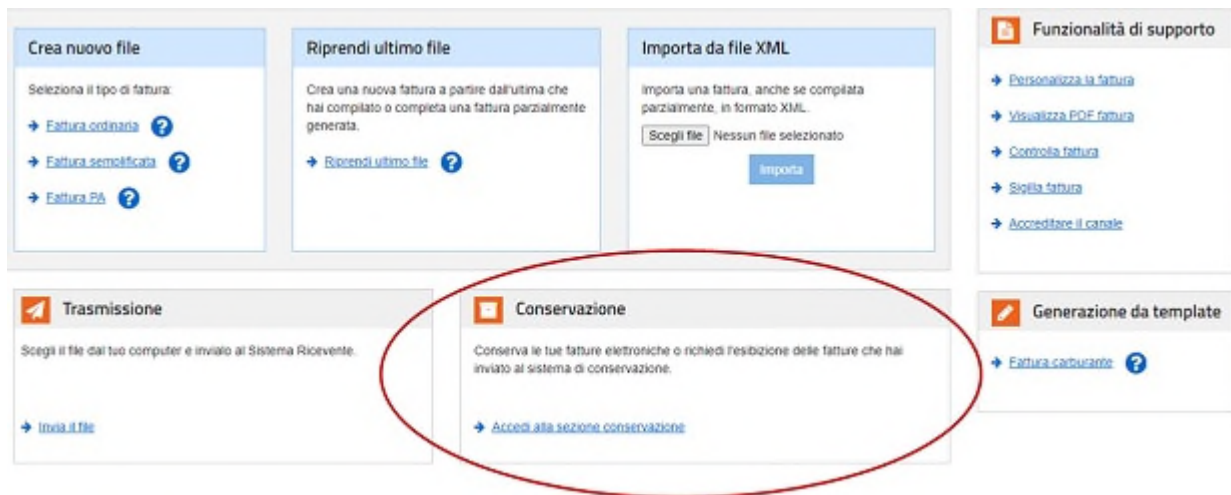 Crea nuovo file
Seleziona il tipo di fattura:
Fattura ordinaria ?
Fattura semplificata ?
Fattura PA ?
Riprendi ultimo file
Crea una nuova fattura a partire dall'ultima che
hai compilato o completa una fattura parzialmente
generata.
Riprendi ultimo file ?
Importa da file XML
Importa una fattura, anche se compilata
parzialmente, in formato XML.
Scegli file Nessun file selezionato
Importa
Funzionalità di supporto
Personalizza la fattura
Visualizza PDF fattura
Controlla fattura
Sigilla fattura
Accreditare il canale
Trasmissione
Scegli il file dal tuo computer e invialo al Sistema Ricevente.
Invia il file
Conservazione
Conserva le tue fatture elettroniche o richiedi l'esibizione delle fatture che hai
inviato al sistema di conservazione.
Accedi alla sezione conservazione
Generazione da template
Fattura carburante ?